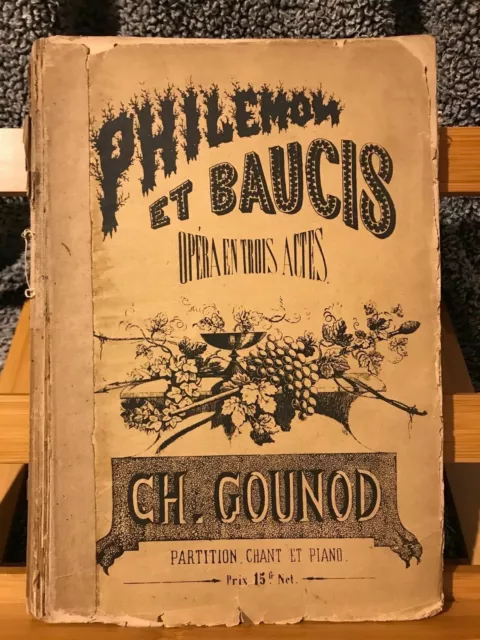 PHILEMON
ET BAUCIS
OPÉRA EN TROIS ACTES.
CH. GOUNOD
PARTITION, CHANT ET PIANO.
Prix 15f Net.